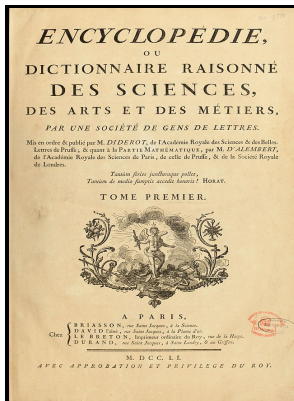 ENCYCLOPÉDIE,
OU
DICTIONNAIRE RAISONNÉ
DES SCIENCES,
DES ARTS ET DES MÉTIERS,
PAR UNE SOCIÉTÉ DE GENS DE LETTRES.
Mis en ordre & publié par M. DIDEROT, de l'Académie Royale des Sciences & des Belles-
Lettres de Prusse; & quant à la PARTIE MATHÉMATIQUE, par M. D'ALEMBERT,
de l'Académie Royale des Sciences de Paris, de celle de Prusse, & de la Société Royale
de Londres.
Tantùm series juncturaque pollet,
Tantùm de medio sumptis accedit honoris! HORAT.
TOME PREMIER.
A PARIS,
Chez
BRIASSON, rue Saint Jacques, à la Science.
DAVID l'aîné, rue Saint Jacques, à la Plume d'or.
LE BRETON, Imprimeur ordinaire du Roy, rue de la Harpe.
DURAND, rue Saint Jacques, à Saint Landry, & au Griffon.
M. DCC. LI.
AVEC APPROBATION ET PRIVILEGE DU ROY.